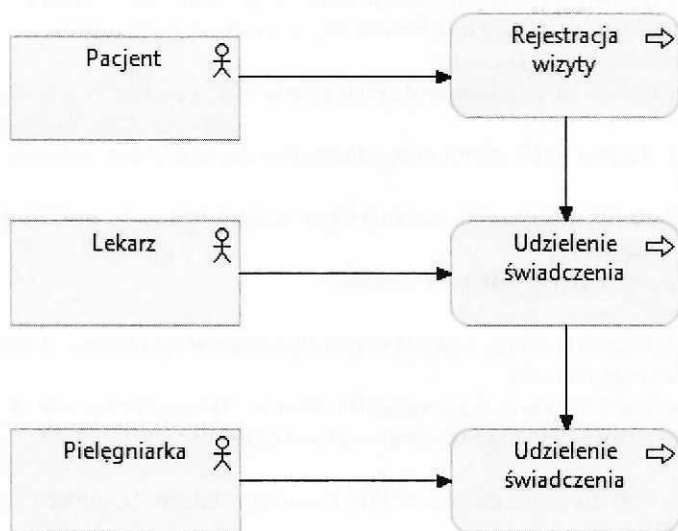 Pacjent
Rejestracja
wizyty
Lekarz
Udzielenie
świadczenia
Pielęgniarka
Udzielenie
świadczenia